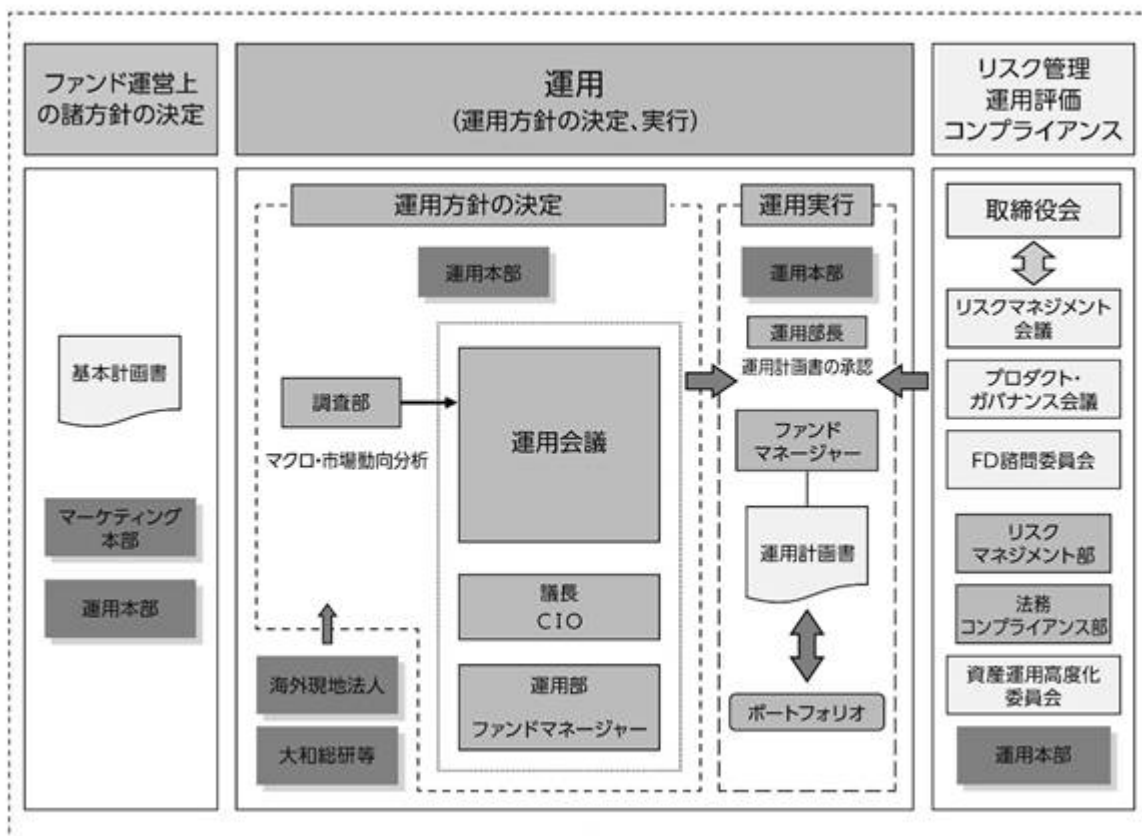 ファンド運営上
の諸方針の決定
運用
(運用方針の決定、実行)
リスク管理
運用評価
コンプライアンス
基本計画書
マーケティング
本部
運用本部
運用方針の決定
運用本部
調査部
マクロ・市場動向分析
運用会議
議長
CIO
運用部
ファンドマネージャー
海外現地法人
大和総研等
運用実行
運用本部
運用部長
運用計画書の承認
ファンド
マネージャー
運用計画書
ポートフォリオ
取締役会
リスクマネジメント
会議
プロダクト・
ガバナンス会議
FD諮問委員会
リスク
マネジメント部
法務
コンプライアンス部
資産運用高度化
委員会
運用本部